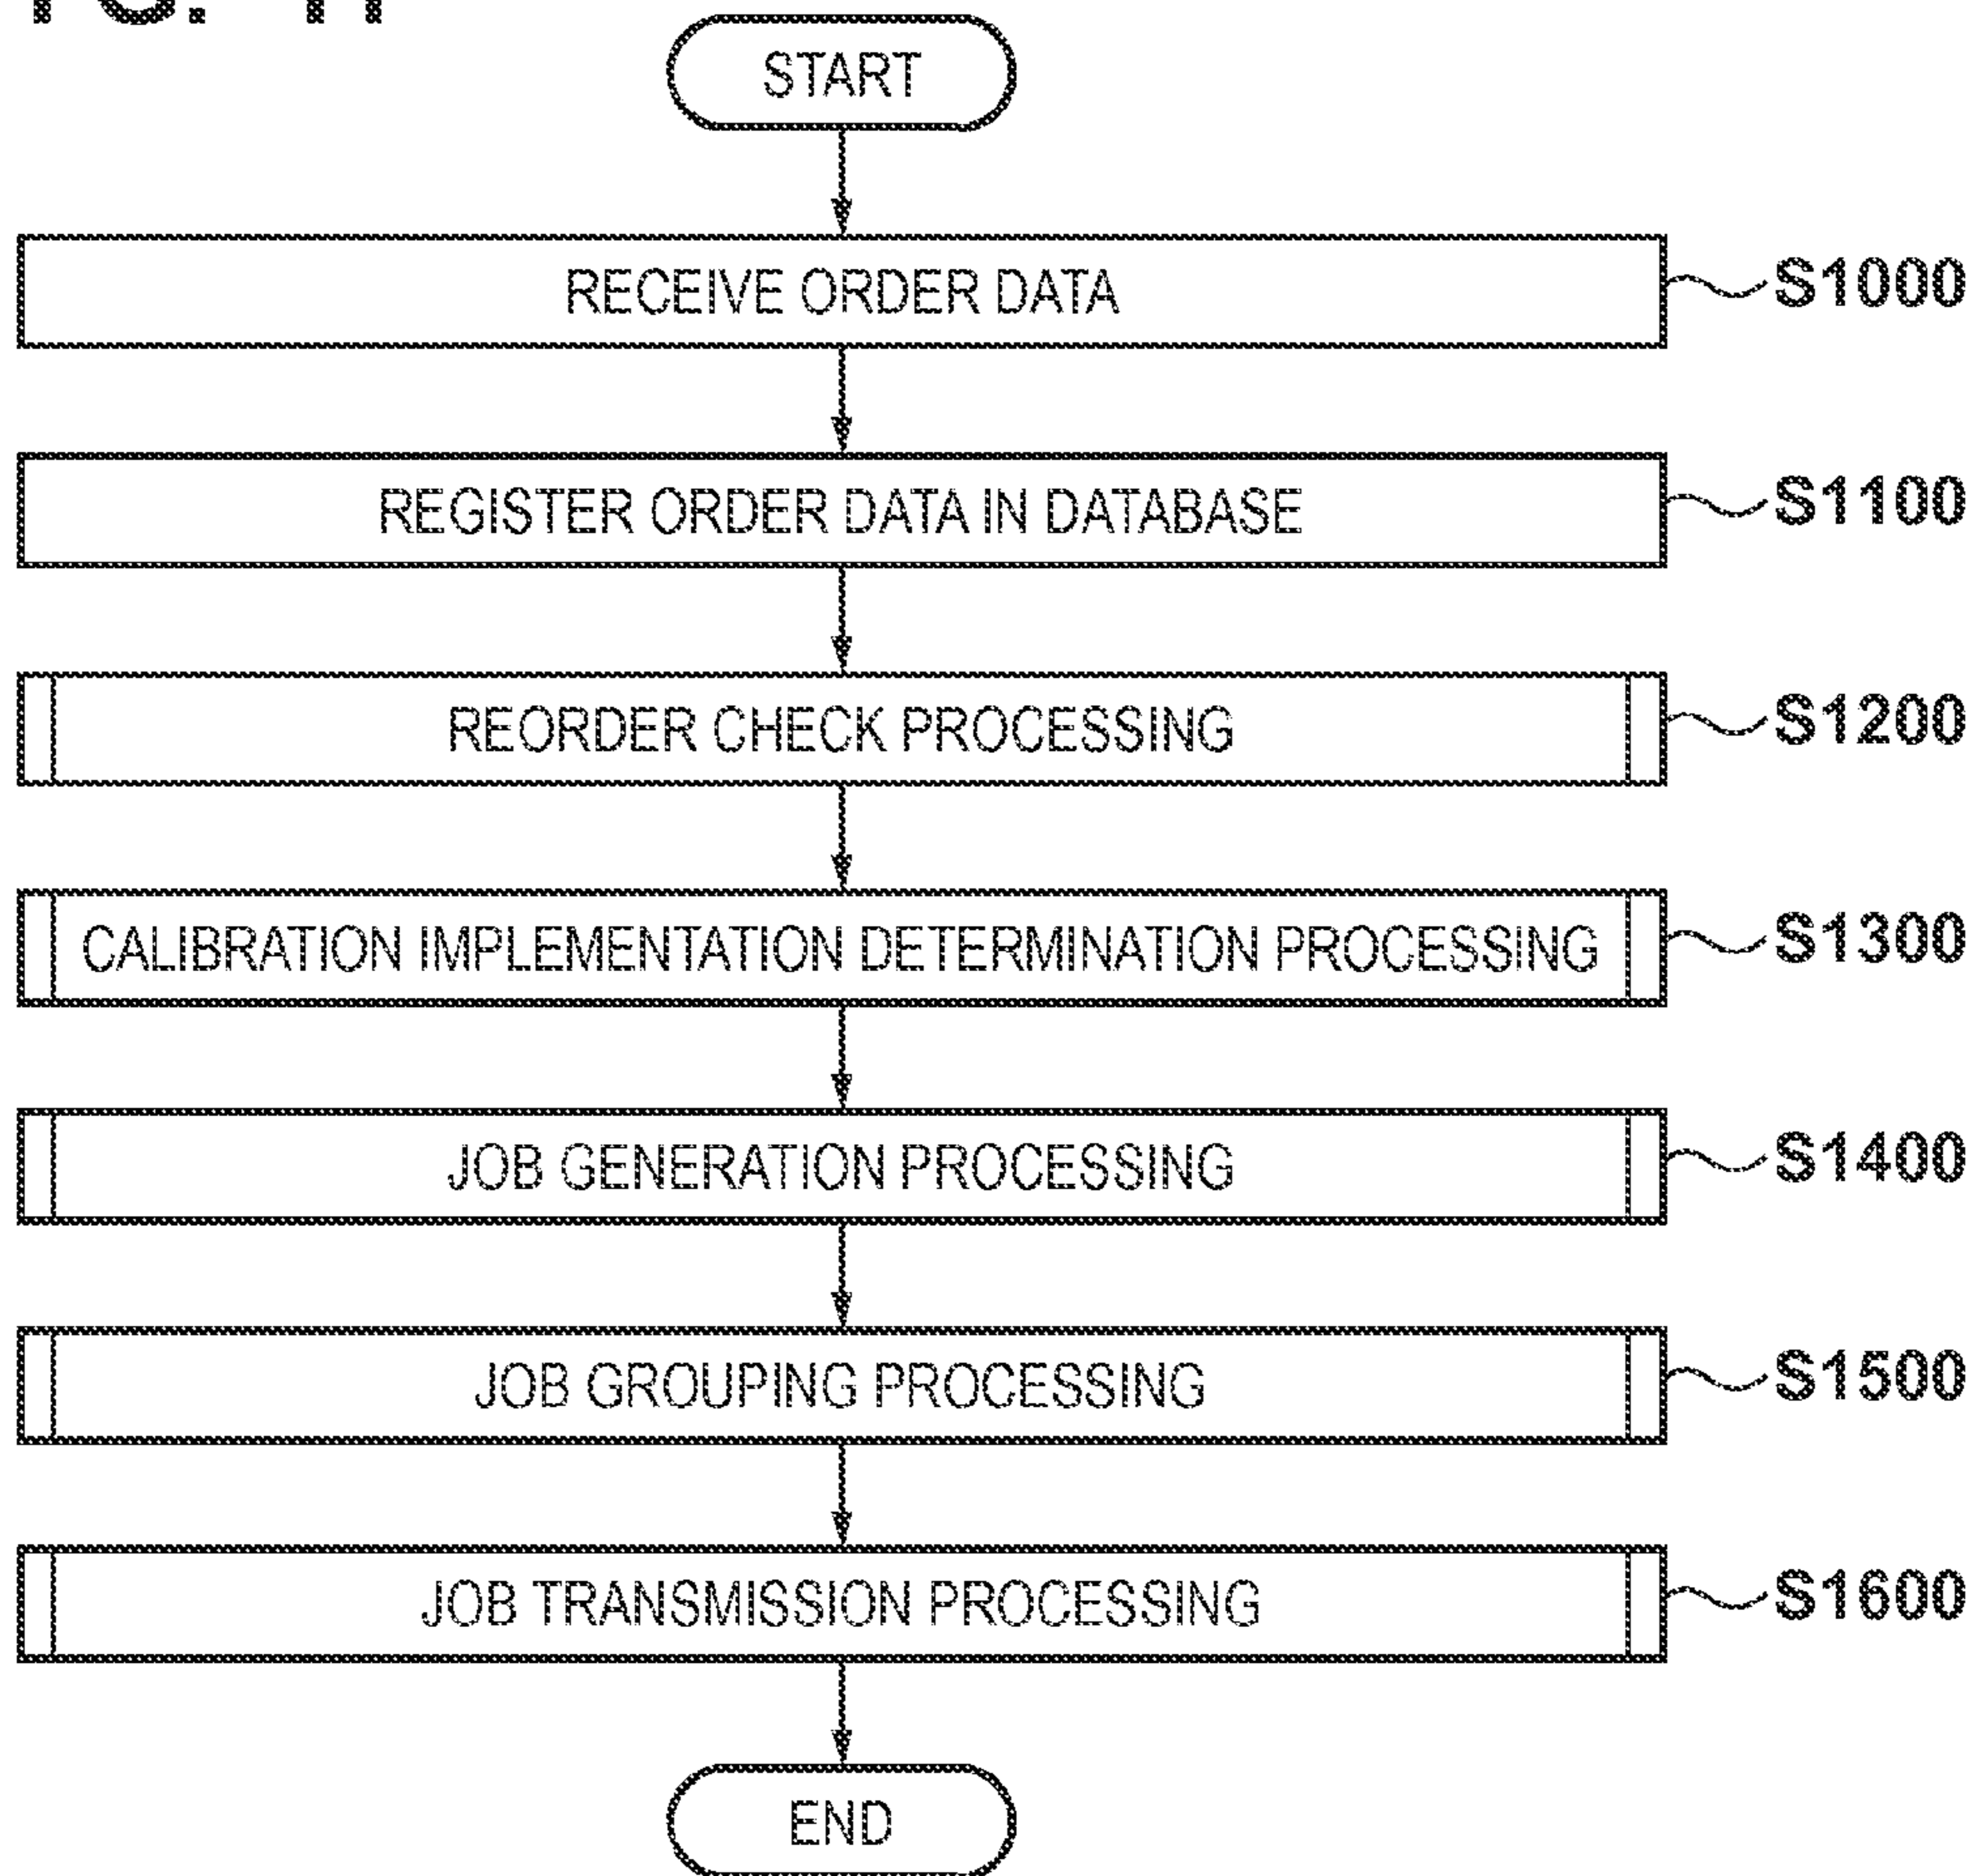 START
RECEIVE ORDER DATA
S1000
REGISTER ORDER DATA IN DATABASE
S1100
REORDER CHECK PROCESSING
S1200
CALIBRATION IMPLEMENTATION DETERMINATION PROCESSING
S1300
JOB GENERATION PROCESSING
S1400
JOB GROUPING PROCESSING
S1500
JOB TRANSMISSION PROCESSING
S1600
END